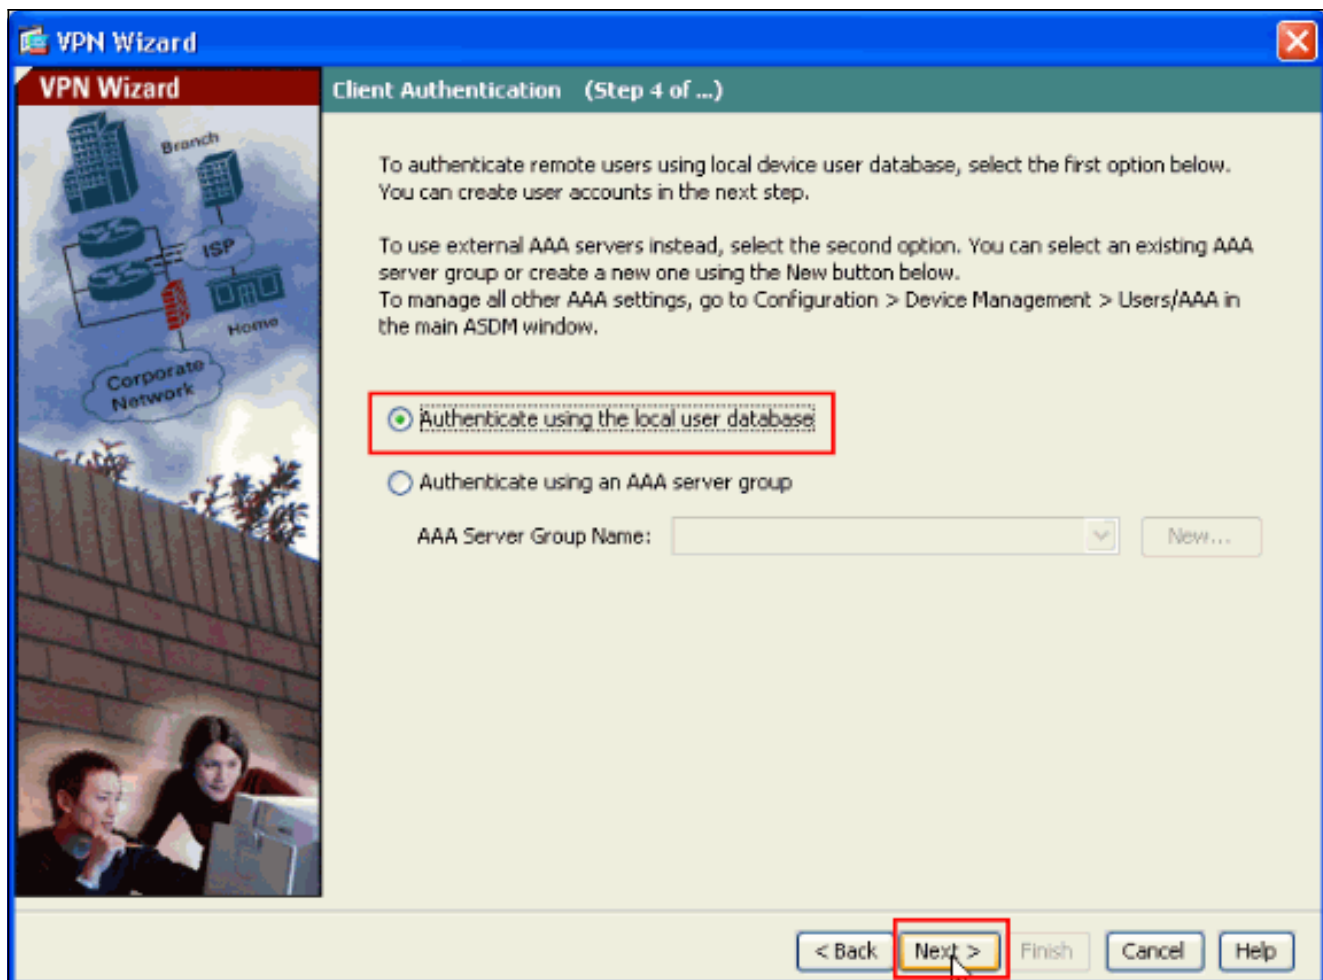 VPN Wizard
VPN Wizard
Client Authentication (Step 4 of ...)
Branch
ISP
Home
Corporate
Network
To authenticate remote users using local device user database, select the first option below.
You can create user accounts in the next step.
To use external AAA servers instead, select the second option. You can select an existing AAA
server group or create a new one using the New button below.
To manage all other AAA settings, go to Configuration > Device Management > Users/AAA in
the main ASDM window.
Authenticate using the local user database
Authenticate using an AAA server group
AAA Server Group Name:
New...
< Back
Next >
Finish
Cancel
Help